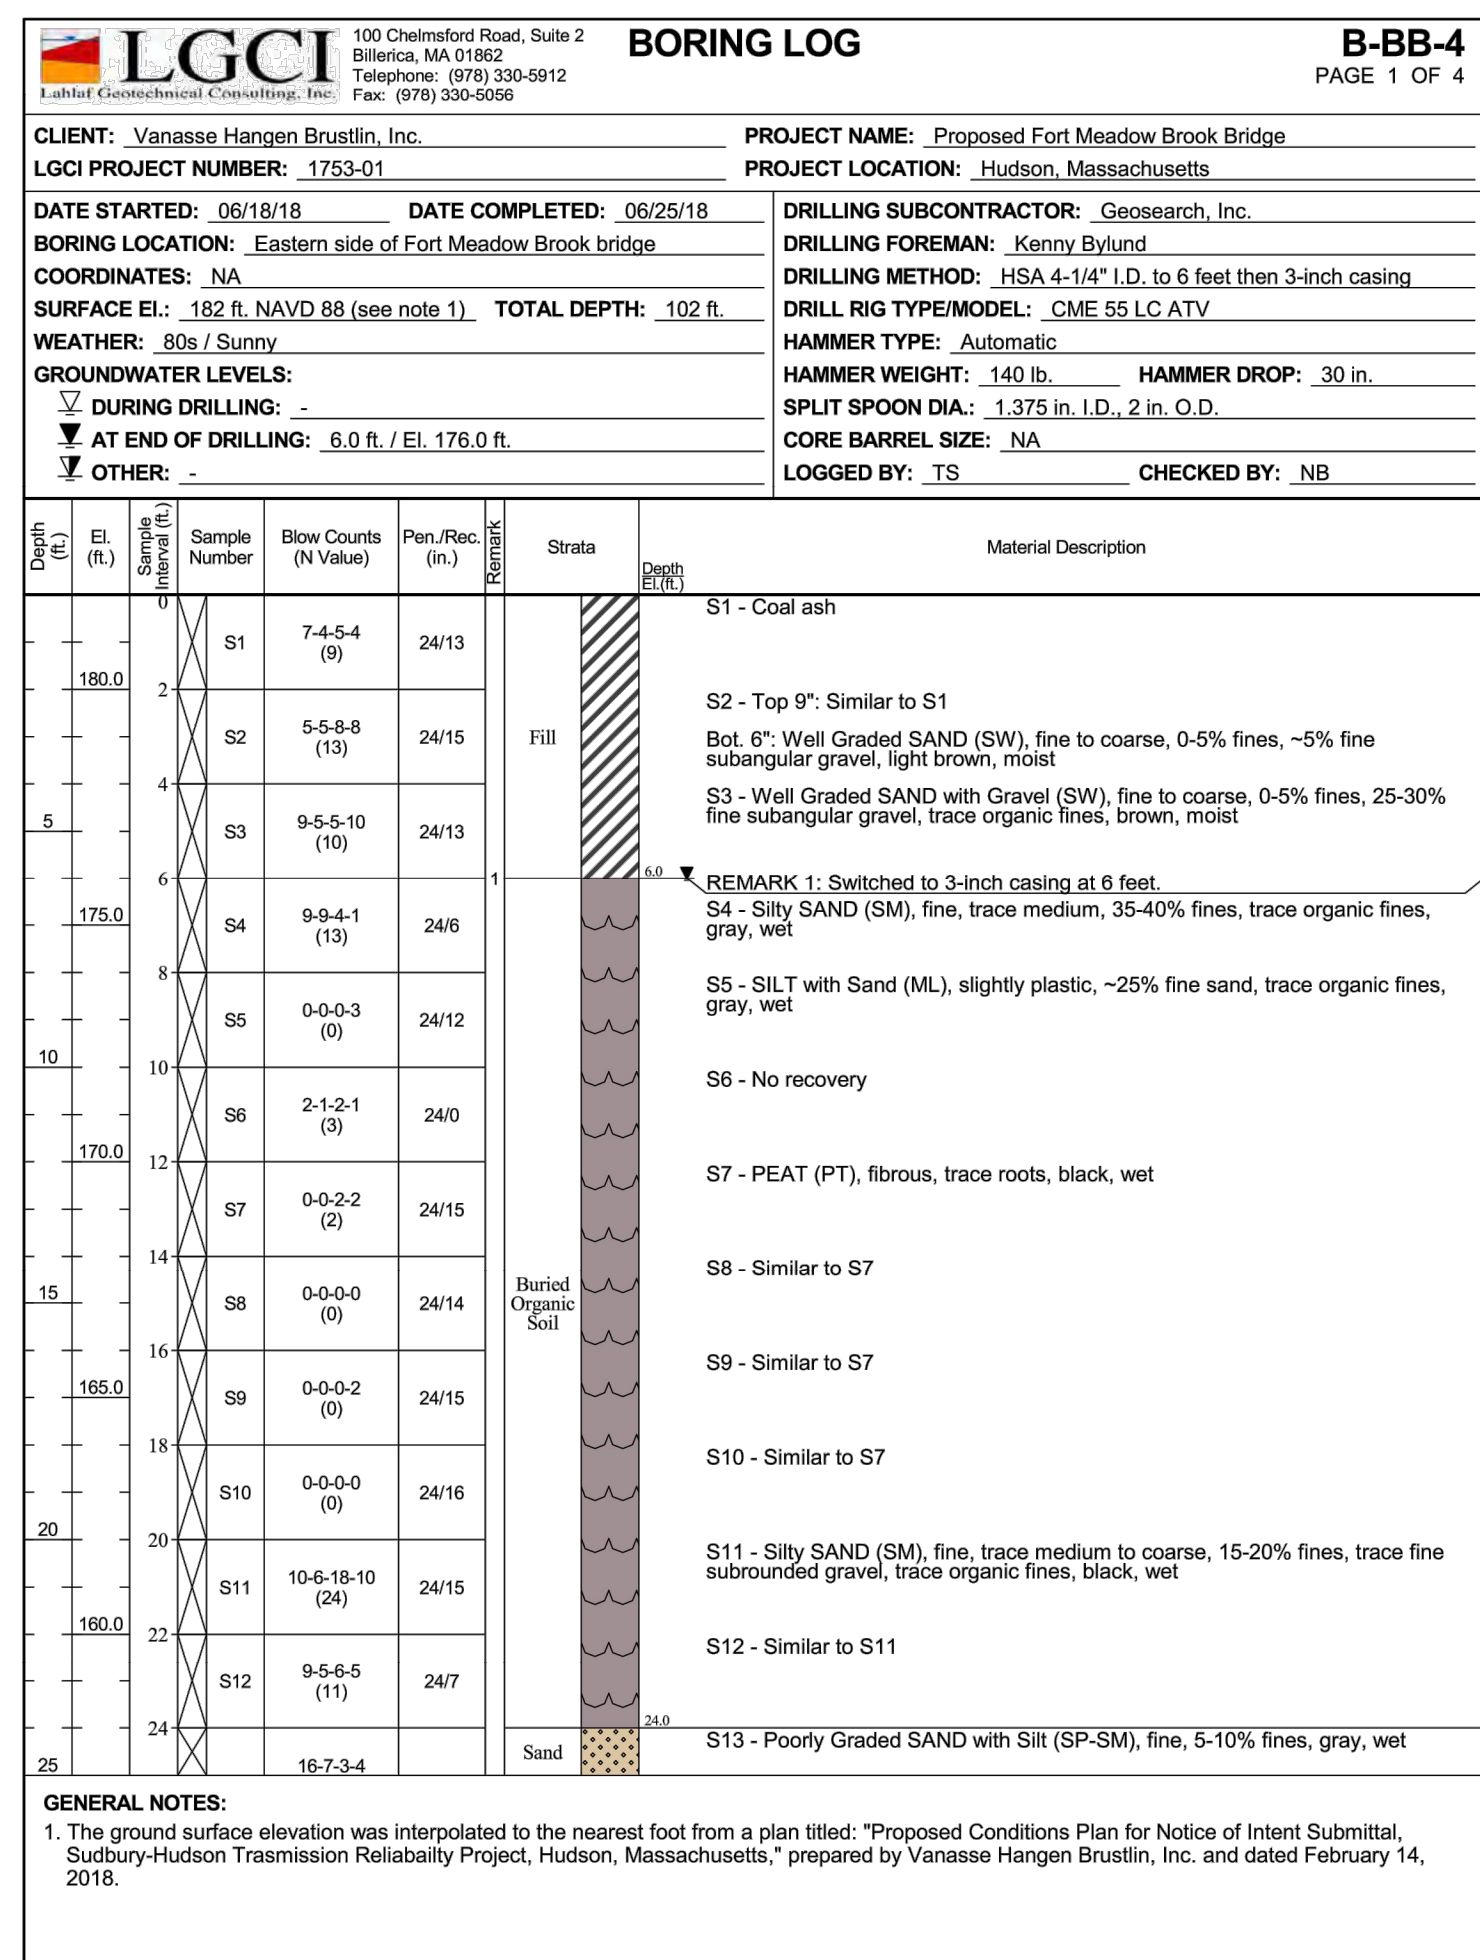 LGCI
Lahlaf Geotechnical Consulting, Inc.
100 Chelmsford Road, Suite 2
Billerica, MA 01862
Telephone: (978) 330-5912
Fax: (978) 330-5056
BORING LOG
B-BB-4
PAGE 1 OF 4
CLIENT: Vanasse Hangen Brustlin, Inc.
PROJECT NAME: Proposed Fort Meadow Brook Bridge
LGCI PROJECT NUMBER: 1753-01
PROJECT LOCATION: Hudson, Massachusetts
DATE STARTED: 06/18/18 DATE COMPLETED: 06/25/18
BORING LOCATION: Eastern side of Fort Meadow Brook bridge
COORDINATES: NA
SURFACE El.: 182 ft. NAVD 88 (see note 1) TOTAL DEPTH: 102 ft.
WEATHER: 80s / Sunny
GROUNDWATER LEVELS:
DURING DRILLING: -
AT END OF DRILLING: 6.0 ft. / El. 176.0 ft.
OTHER: -
DRILLING SUBCONTRACTOR: Geosearch, Inc.
DRILLING FOREMAN: Kenny Bylund
DRILLING METHOD: HSA 4-1/4" I.D. to 6 feet then 3-inch casing
DRILL RIG TYPE/MODEL: CME 55 LC ATV
HAMMER TYPE: Automatic
HAMMER WEIGHT: 140 lb. HAMMER DROP: 30 in.
SPLIT SPOON DIA.: 1.375 in. I.D., 2 in. O.D.
CORE BARREL SIZE: NA
LOGGED BY: TS CHECKED BY: NB
Depth (ft.)
El. (ft.)
Sample Interval (ft.)
Sample Number
Blow Counts (N Value)
Pen./Rec. (in.)
Remark
Strata
Depth
El.(ft.)
Material Description
0
S1 - Coal ash
S1 7-4-5-4 (9) 24/13
180.0 2
S2 - Top 9": Similar to S1
S2 5-5-8-8 (13) 24/15 Fill
Bot. 6": Well Graded SAND (SW), fine to coarse, 0-5% fines, ~5% fine
subangular gravel, light brown, moist
4
S3 - Well Graded SAND with Gravel (SW), fine to coarse, 0-5% fines, 25-30%
fine subangular gravel, trace organic fines, brown, moist
5 S3 9-5-5-10 (10) 24/13
6 1 6.0
REMARK 1: Switched to 3-inch casing at 6 feet.
S4 - Silty SAND (SM), fine, trace medium, 35-40% fines, trace organic fines,
gray, wet
175.0 S4 9-9-4-1 (13) 24/6
8
S5 - SILT with Sand (ML), slightly plastic, ~25% fine sand, trace organic fines,
gray, wet
S5 0-0-0-3 (0) 24/12
10 10
S6 - No recovery
S6 2-1-2-1 (3) 24/0
170.0 12
S7 - PEAT (PT), fibrous, trace roots, black, wet
S7 0-0-2-2 (2) 24/15
14
S8 - Similar to S7
15 S8 0-0-0-0 (0) 24/14 Buried Organic Soil
16
S9 - Similar to S7
165.0 S9 0-0-0-2 (0) 24/15
18
S10 - Similar to S7
S10 0-0-0-0 (0) 24/16
20 20
S11 - Silty SAND (SM), fine, trace medium to coarse, 15-20% fines, trace fine
subrounded gravel, trace organic fines, black, wet
S11 10-6-18-10 (24) 24/15
160.0 22
S12 - Similar to S11
S12 9-5-6-5 (11) 24/7
24 24.0
S13 - Poorly Graded SAND with Silt (SP-SM), fine, 5-10% fines, gray, wet
Sand
25 16-7-3-4
GENERAL NOTES:
1. The ground surface elevation was interpolated to the nearest foot from a plan titled: "Proposed Conditions Plan for Notice of Intent Submittal,
Sudbury-Hudson Trasmission Reliabailty Project, Hudson, Massachusetts," prepared by Vanasse Hangen Brustlin, Inc. and dated February 14,
2018.